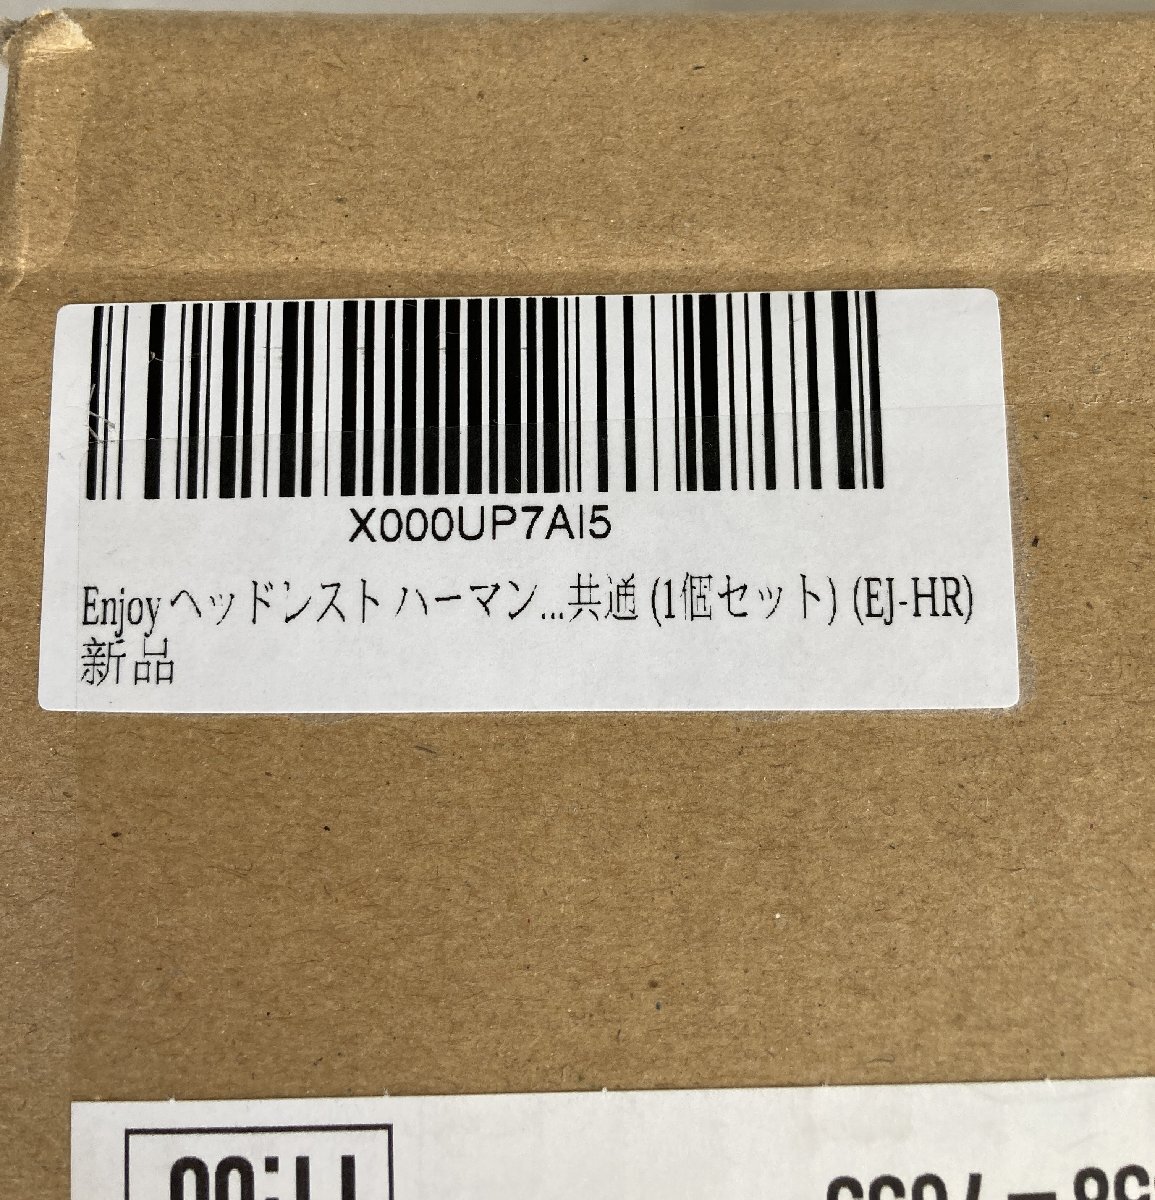 X000UP7AI5
Enjoy ヘッドレスト ハーマン...共通 (1個セット) (EJ-HR)
新品